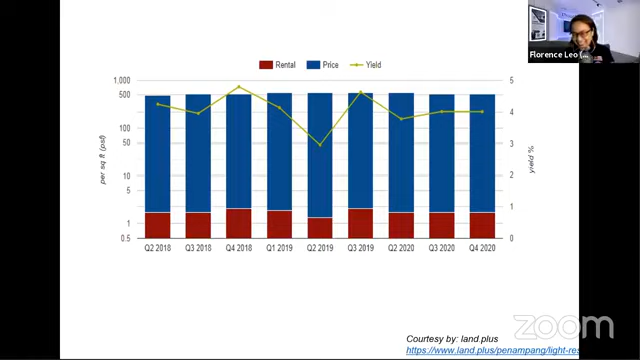 Florence Leo
Rental Price Yield
1,000
500
100
50
10
5
1
0.5
per sq ft (psf)
5
4
3
2
1
0
yield %
Q2 2018 Q3 2018 Q4 2018 Q1 2019 Q2 2019 Q3 2019 Q2 2020 Q3 2020 Q4 2020
zoom
Courtesy by: land plus
https://www.land.plus/penampang/light-res